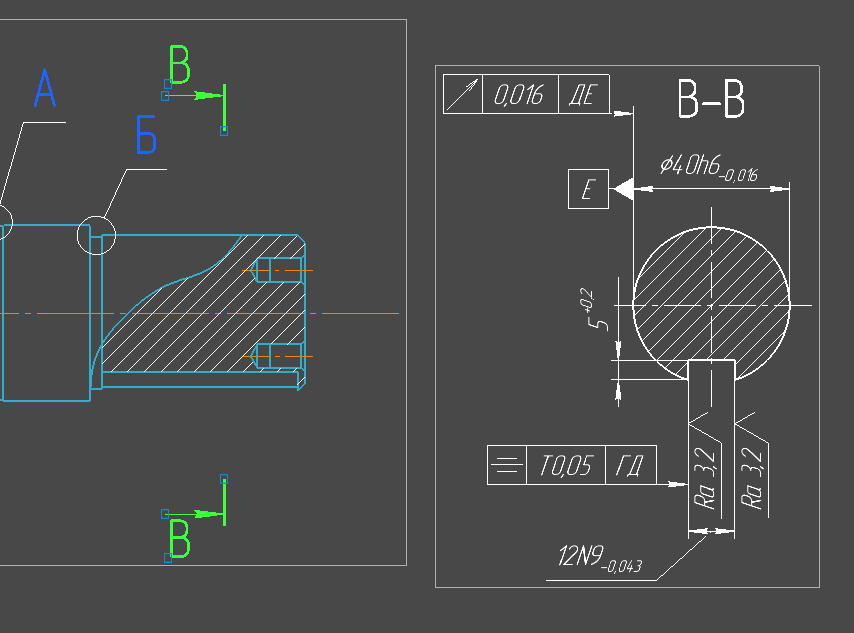 А
Б
В
В
В-В
0,016 ДЕ
Е
ϕ40h6-0,016
5+0,2
Т0,05 ГД
Ra 3,2
Ra 3,2
12N9-0,043